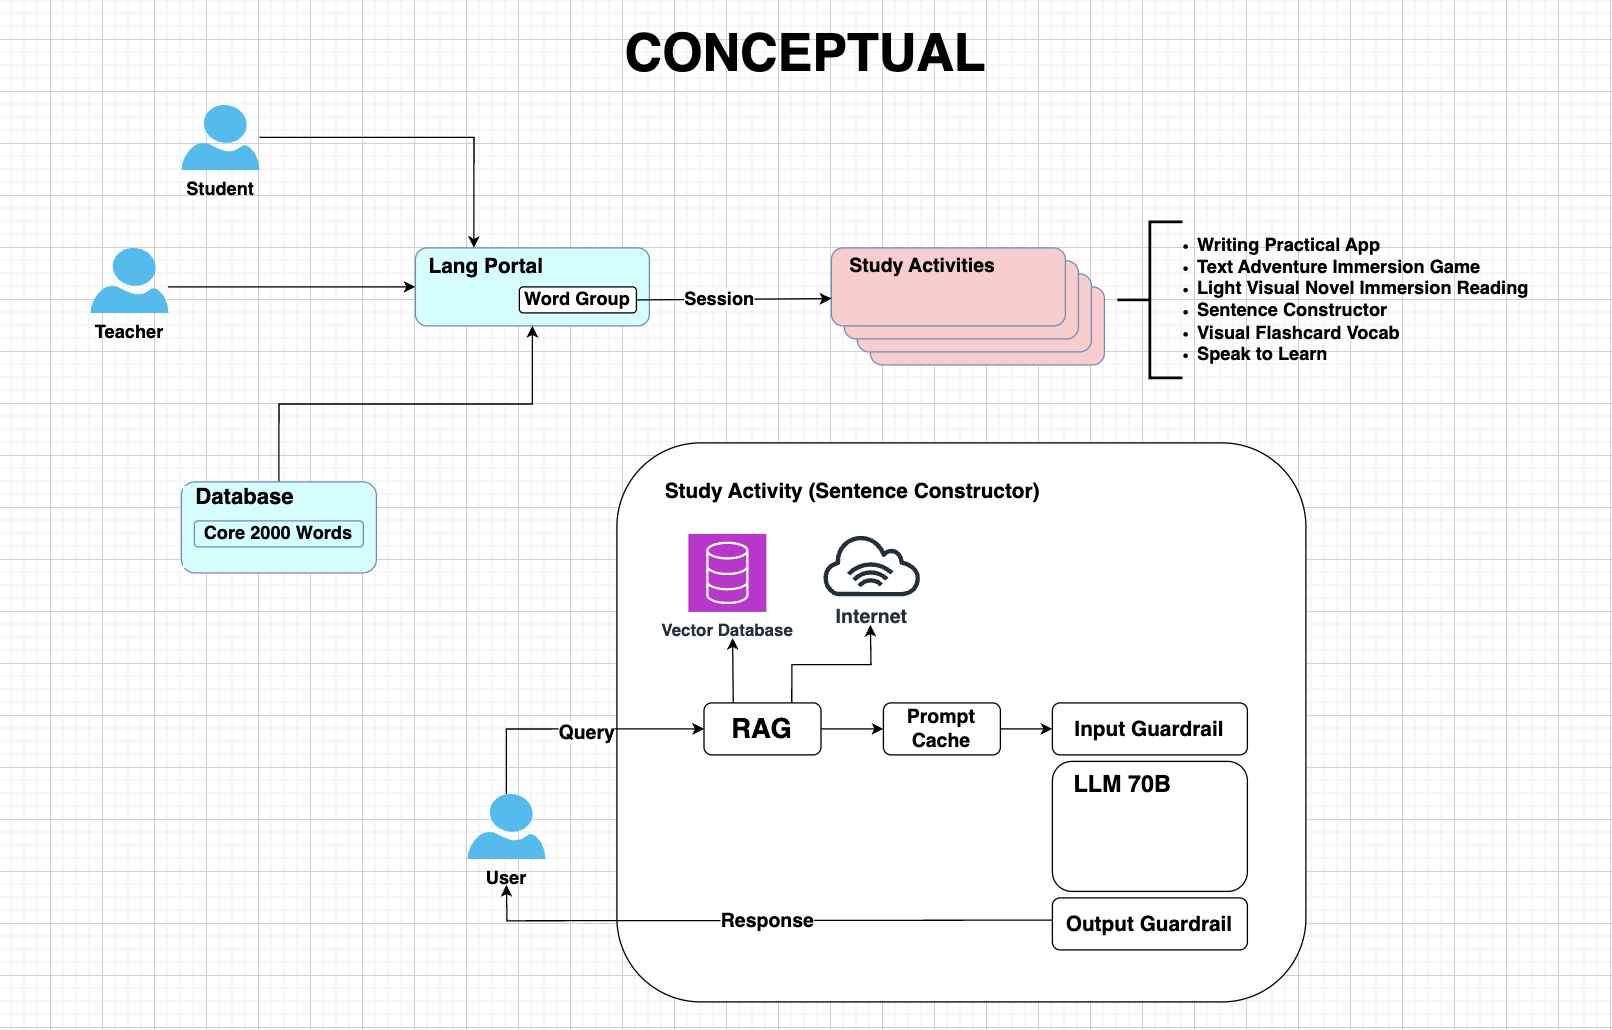 CONCEPTUAL
Student
Teacher
Lang Portal
Word Group
Session
Study Activities
Writing Practical App
Text Adventure Immersion Game
Light Visual Novel Immersion Reading
Sentence Constructor
Visual Flashcard Vocab
Speak to Learn
Database
Core 2000 Words
Study Activity (Sentence Constructor)
Vector Database
Internet
Query
RAG
Prompt
Cache
Input Guardrail
LLM 70B
User
Response
Output Guardrail